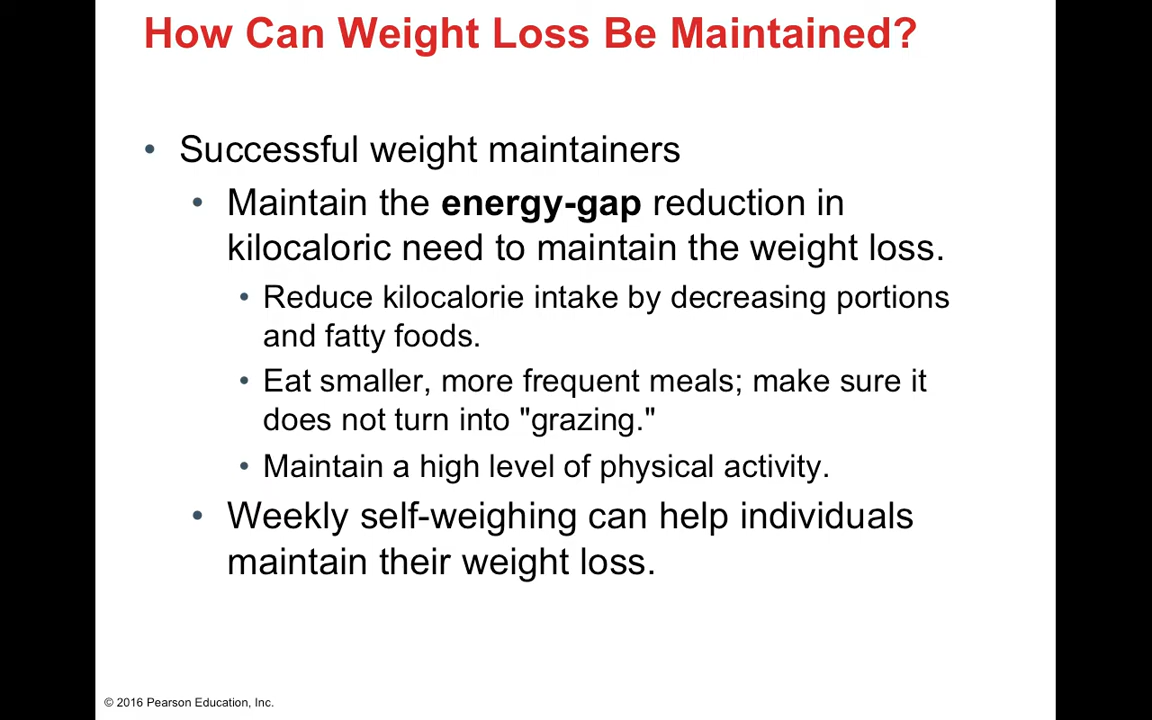 How Can Weight Loss Be Maintained?
• Successful weight maintainers
• Maintain the energy-gap reduction in
kilocaloric need to maintain the weight loss.
• Reduce kilocalorie intake by decreasing portions
and fatty foods.
• Eat smaller, more frequent meals; make sure it
does not turn into "grazing."
• Maintain a high level of physical activity.
• Weekly self-weighing can help individuals
maintain their weight loss.
© 2016 Pearson Education, Inc.